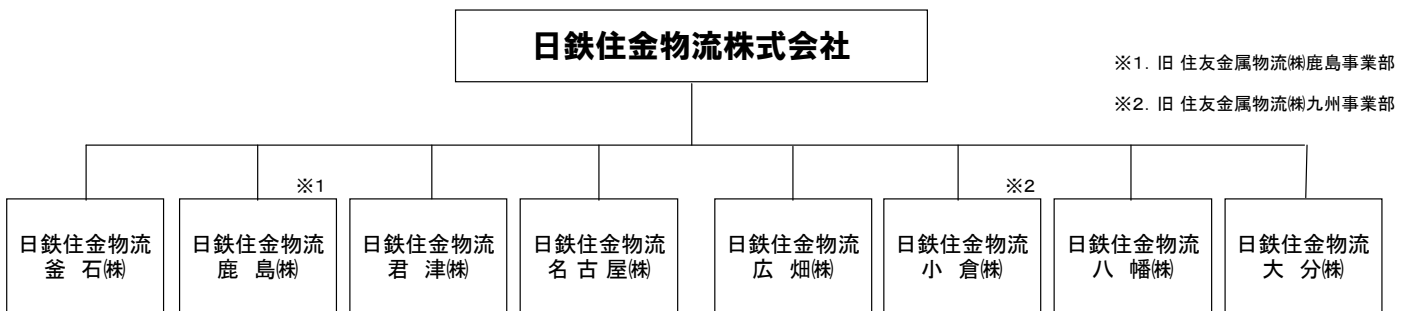 日鉄住金物流株式会社
※1. 旧 住友金属物流㈱鹿島事業部
※2. 旧 住友金属物流㈱九州事業部
※1
※2
日鉄住金物流
釜 石㈱
日鉄住金物流
鹿 島㈱
日鉄住金物流
君 津㈱
日鉄住金物流
名 古 屋㈱
日鉄住金物流
広 畑㈱
日鉄住金物流
小 倉㈱
日鉄住金物流
八 幡㈱
日鉄住金物流
大 分㈱